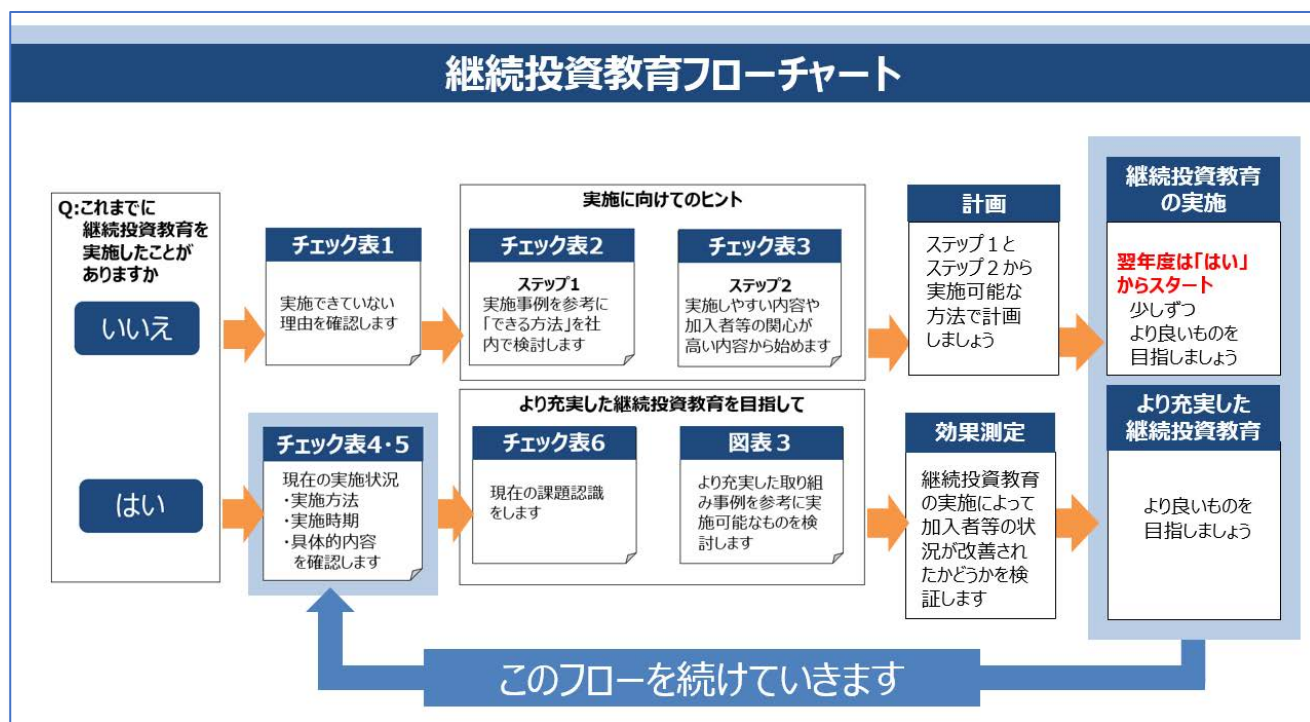 継続投資教育フローチャート
Q:これまでに
継続投資教育を
実施したことが
ありますか
いいえ
チェック表1
実施できていない
理由を確認します
実施に向けてのヒント
チェック表2
ステップ1
実施事例を参考に
「できる方法」を社
内で検討します
チェック表3
ステップ2
実施しやすい内容や
加入者等の関心が
高い内容から始めます
計画
ステップ１と
ステップ２から
実施可能な
方法で計画
しましょう
継続投資教育
の実施
翌年度は「はい」
からスタート
少しずつ
より良いものを
目指しましょう
はい
チェック表4・5
現在の実施状況
・実施方法
・実施時期
・具体的内容
を確認します
より充実した継続投資教育を目指して
チェック表6
現在の課題認識
をします
図表３
より充実した取り組
み事例を参考に実
施可能なものを検
討します
効果測定
継続投資教育
の実施によって
加入者等の状
況が改善され
たかどうかを検
証します
より充実した
継続投資教育
より良いものを
目指しましょう
このフローを続けていきます